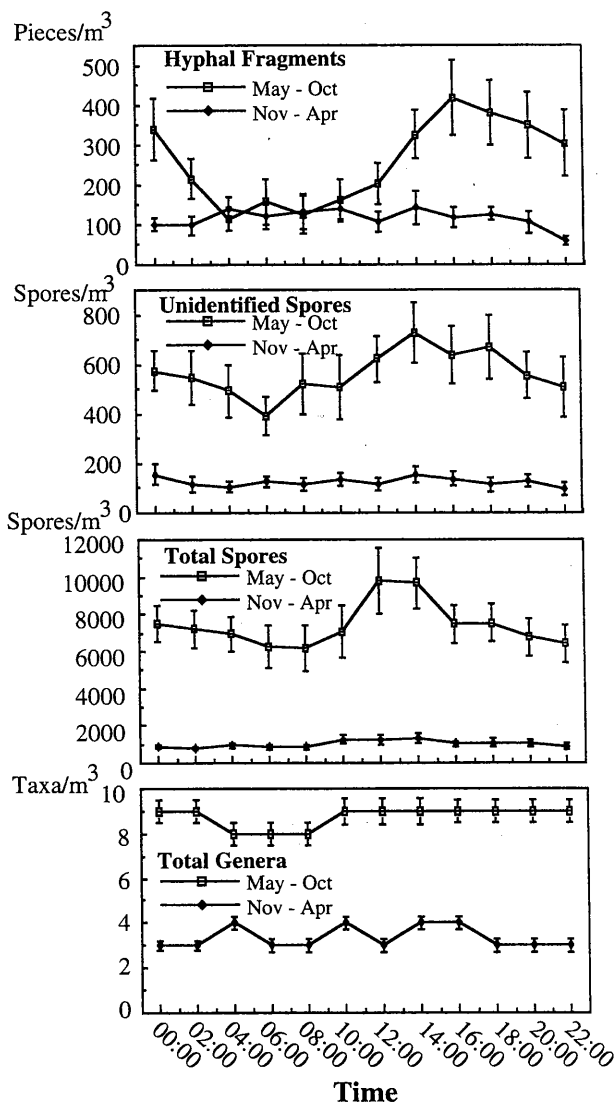 Pieces/m³
Hyphal Fragments
May - Oct
Nov - Apr
500
400
300
200
100
0
Spores/m³
Unidentified Spores
May - Oct
Nov - Apr
800
600
400
200
0
Spores/m³
Total Spores
May - Oct
Nov - Apr
12000
10000
8000
6000
4000
2000
0
Taxa/m³
10
8
6
4
2
0
Total Genera
May - Oct
Nov - Apr
00:00
02:00
04:00
06:00
08:00
10:00
12:00
14:00
16:00
18:00
20:00
22:00
Time